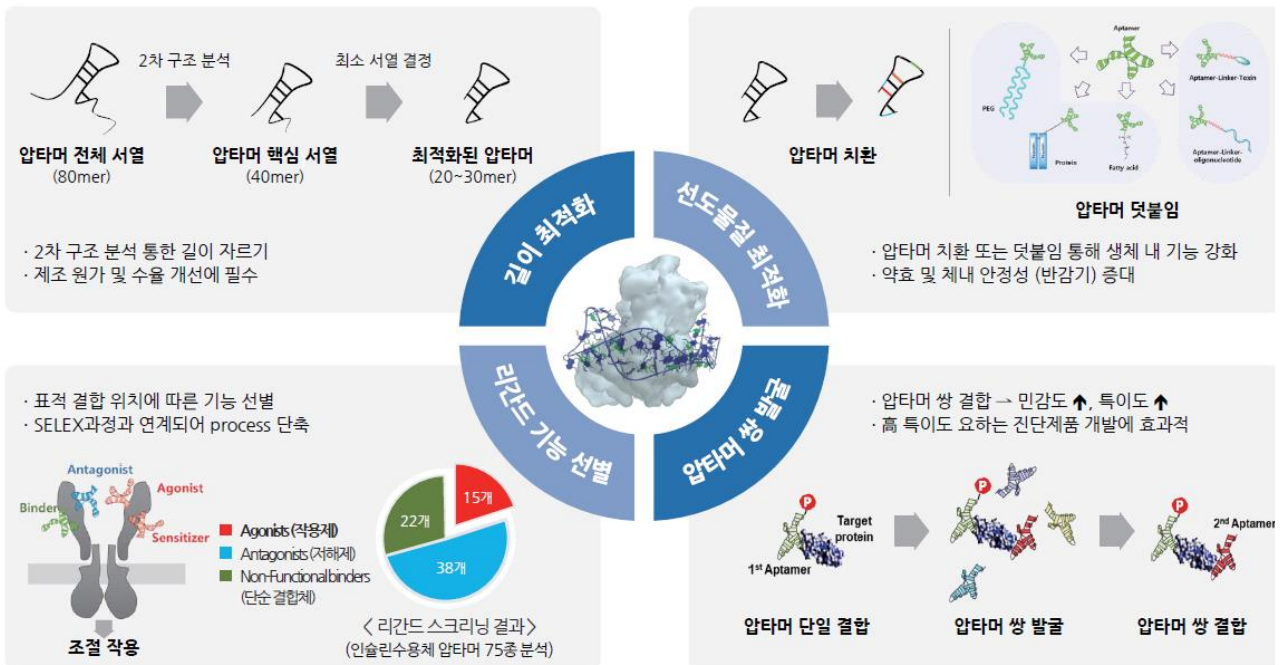 2차 구조 분석
최소 서열 결정
압타머 전체 서열
(80mer)
압타머 핵심 서열
(40mer)
최적화된 압타머
(20~30mer)
· 2차 구조 분석 통한 길이 자르기
· 제조 원가 및 수율 개선에 필수
압타머 치환
Aptamer
PEG
Protein
Fatty acid
Aptamer-Linker-Toxin
Aptamer-Linker-
oligonucleotide
압타머 덧붙임
· 압타머 치환 또는 덧붙임 통해 생체 내 기능 강화
· 약효 및 체내 안정성 (반감기) 증대
길이 최적화
선도물질 최적화
리간드 기능 선별
압타머 쌍 발굴
· 표적 결합 위치에 따른 기능 선별
· SELEX과정과 연계되어 process 단축
Antagonist
Agonist
Binder
Sensitizer
조절 작용
Agonists (작용제)
Antagonists (저해제)
Non-Functional binders
(단순 결합체)
15개
22개
38개
< 리간드 스크리닝 결과 >
(인슐린수용체 압타머 75종 분석)
· 압타머 쌍 결합 → 민감도 ↑, 특이도 ↑
· 高 특이도 요하는 진단제품 개발에 효과적
P
Target
protein
1st Aptamer
압타머 단일 결합
P
압타머 쌍 발굴
P
2nd Aptamer
압타머 쌍 결합